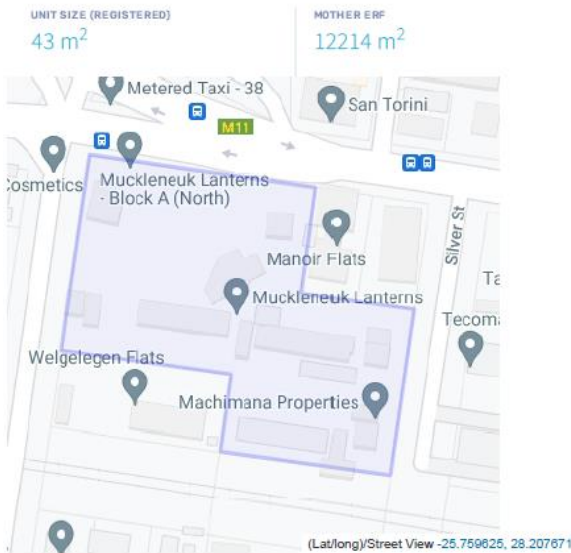 UNIT SIZE (REGISTERED)
43 m²
MOTHER ERF
12214 m²
Metered Taxi - 38
San Torini
M11
Cosmetics
Muckleneuk Lanterns
- Block A (North)
Silver St
Manoir Flats
Ta
Muckleneuk Lanterns
Tecoma
Welgelegen Flats
Machimana Properties
(Lat/long)/Street View -25.759625, 28.207671